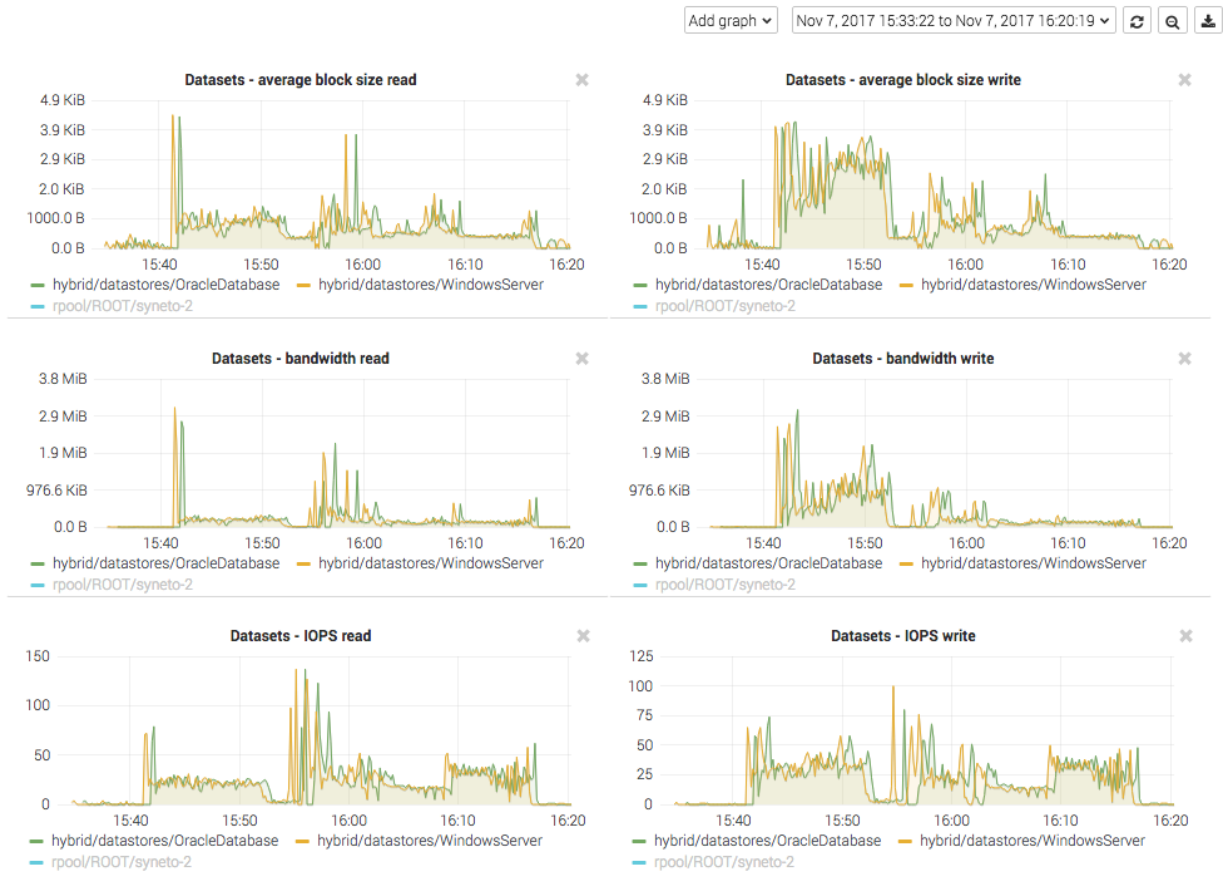 Add graph Nov 7, 2017 15:33:22 to Nov 7, 2017 16:20:19
Datasets - average block size read
4.9 KiB
3.9 KiB
2.9 KiB
2.0 KiB
1000.0 B
0.0 B
15:40 15:50 16:00 16:10 16:20
hybrid/datastores/OracleDatabase hybrid/datastores/WindowsServer
rpool/ROOT/syneto-2
Datasets - average block size write
4.9 KiB
3.9 KiB
2.9 KiB
2.0 KiB
1000.0 B
0.0 B
15:40 15:50 16:00 16:10 16:20
hybrid/datastores/OracleDatabase hybrid/datastores/WindowsServer
rpool/ROOT/syneto-2
Datasets - bandwidth read
3.8 MiB
2.9 MiB
1.9 MiB
976.6 KiB
0.0 B
15:40 15:50 16:00 16:10 16:20
hybrid/datastores/OracleDatabase hybrid/datastores/WindowsServer
rpool/ROOT/syneto-2
Datasets - bandwidth write
3.8 MiB
2.9 MiB
1.9 MiB
976.6 KiB
0.0 B
15:40 15:50 16:00 16:10 16:20
hybrid/datastores/OracleDatabase hybrid/datastores/WindowsServer
rpool/ROOT/syneto-2
Datasets - IOPS read
150
100
50
0
15:40 15:50 16:00 16:10 16:20
hybrid/datastores/OracleDatabase hybrid/datastores/WindowsServer
rpool/ROOT/syneto-2
Datasets - IOPS write
125
100
75
50
25
0
15:40 15:50 16:00 16:10 16:20
hybrid/datastores/OracleDatabase hybrid/datastores/WindowsServer
rpool/ROOT/syneto-2